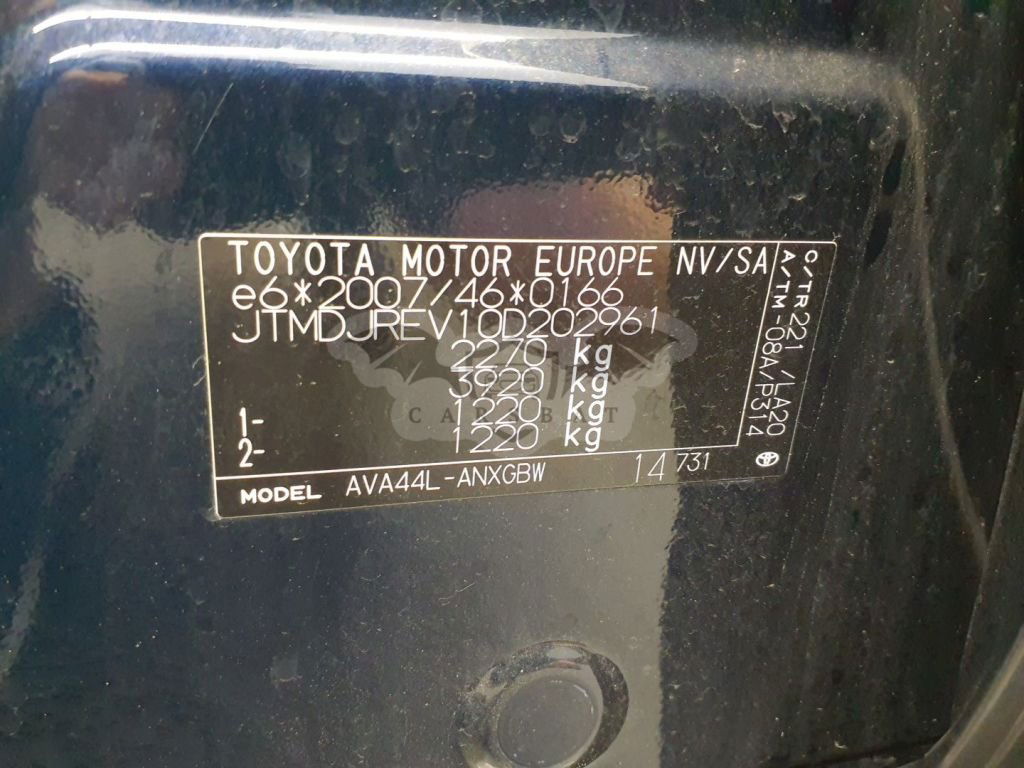 TOYOTA MOTOR EUROPE NV/SA
e6*2007/46*0166
JTMDJREV10D202961
2270 kg
3920 kg
1- 1220 kg
2- 1220 kg
C/TR 221 /LA20
A/TM - 08A/P314
MODEL AVA44L-ANXGBW 14 731
CARABET